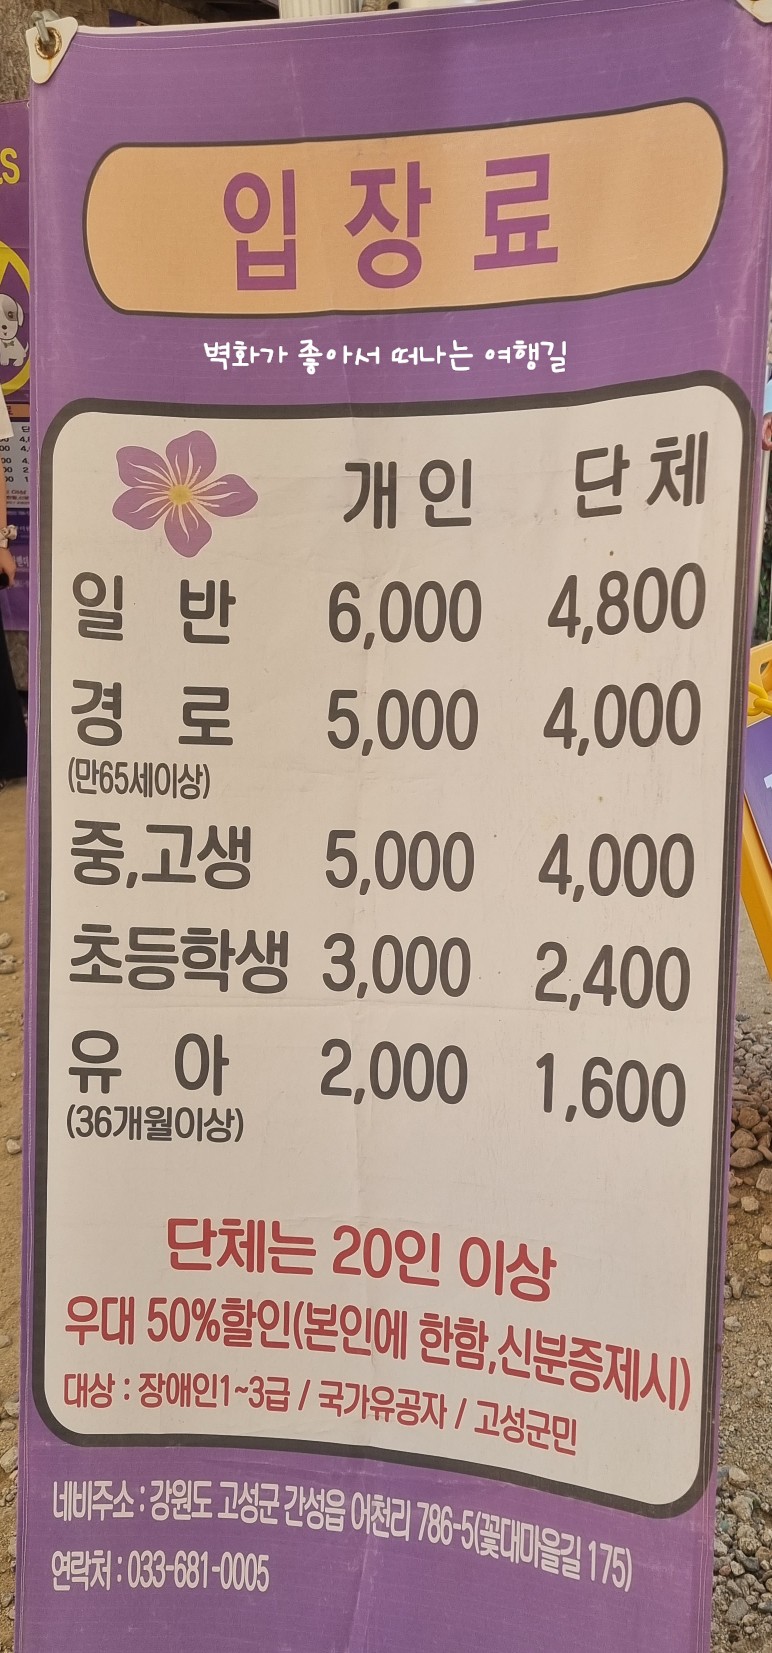 입장료
벽화가 좋아서 떠나는 여행길
개인 단체
일 반 6,000 4,800
경 로 5,000 4,000
(만65세이상)
중,고생 5,000 4,000
초등학생 3,000 2,400
유 아 2,000 1,600
(36개월이상)
단체는 20인 이상
우대 50%할인(본인에 한함,신분증제시)
대상 : 장애인1~3급 / 국가유공자 / 고성군민
네비주소 : 강원도 고성군 간성읍 어천리 786-5(꽃대마을길 175)
연락처 : 033-681-0005